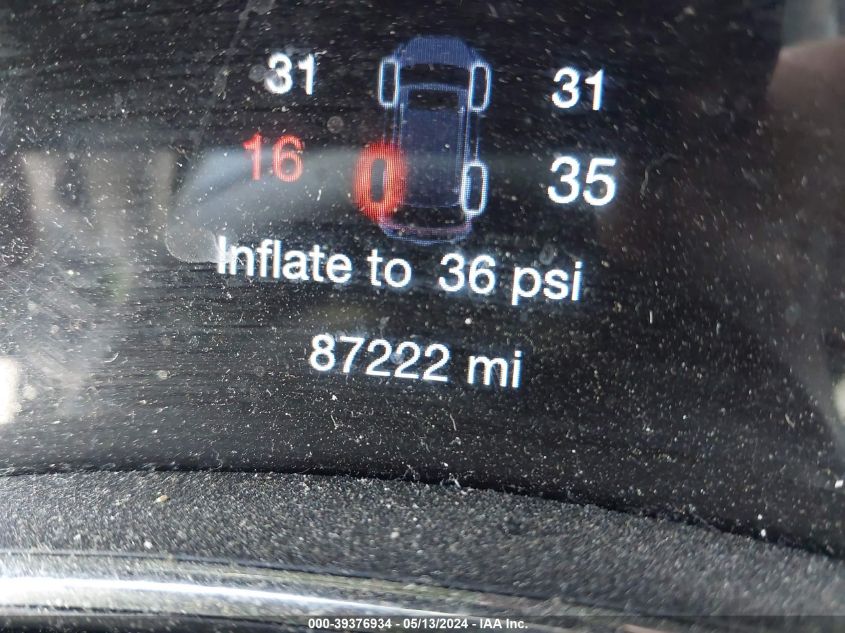 31 31
16 35
Inflate to 36 psi
87222 mi
000-39376934 - 05/13/2024 - IAA Inc.